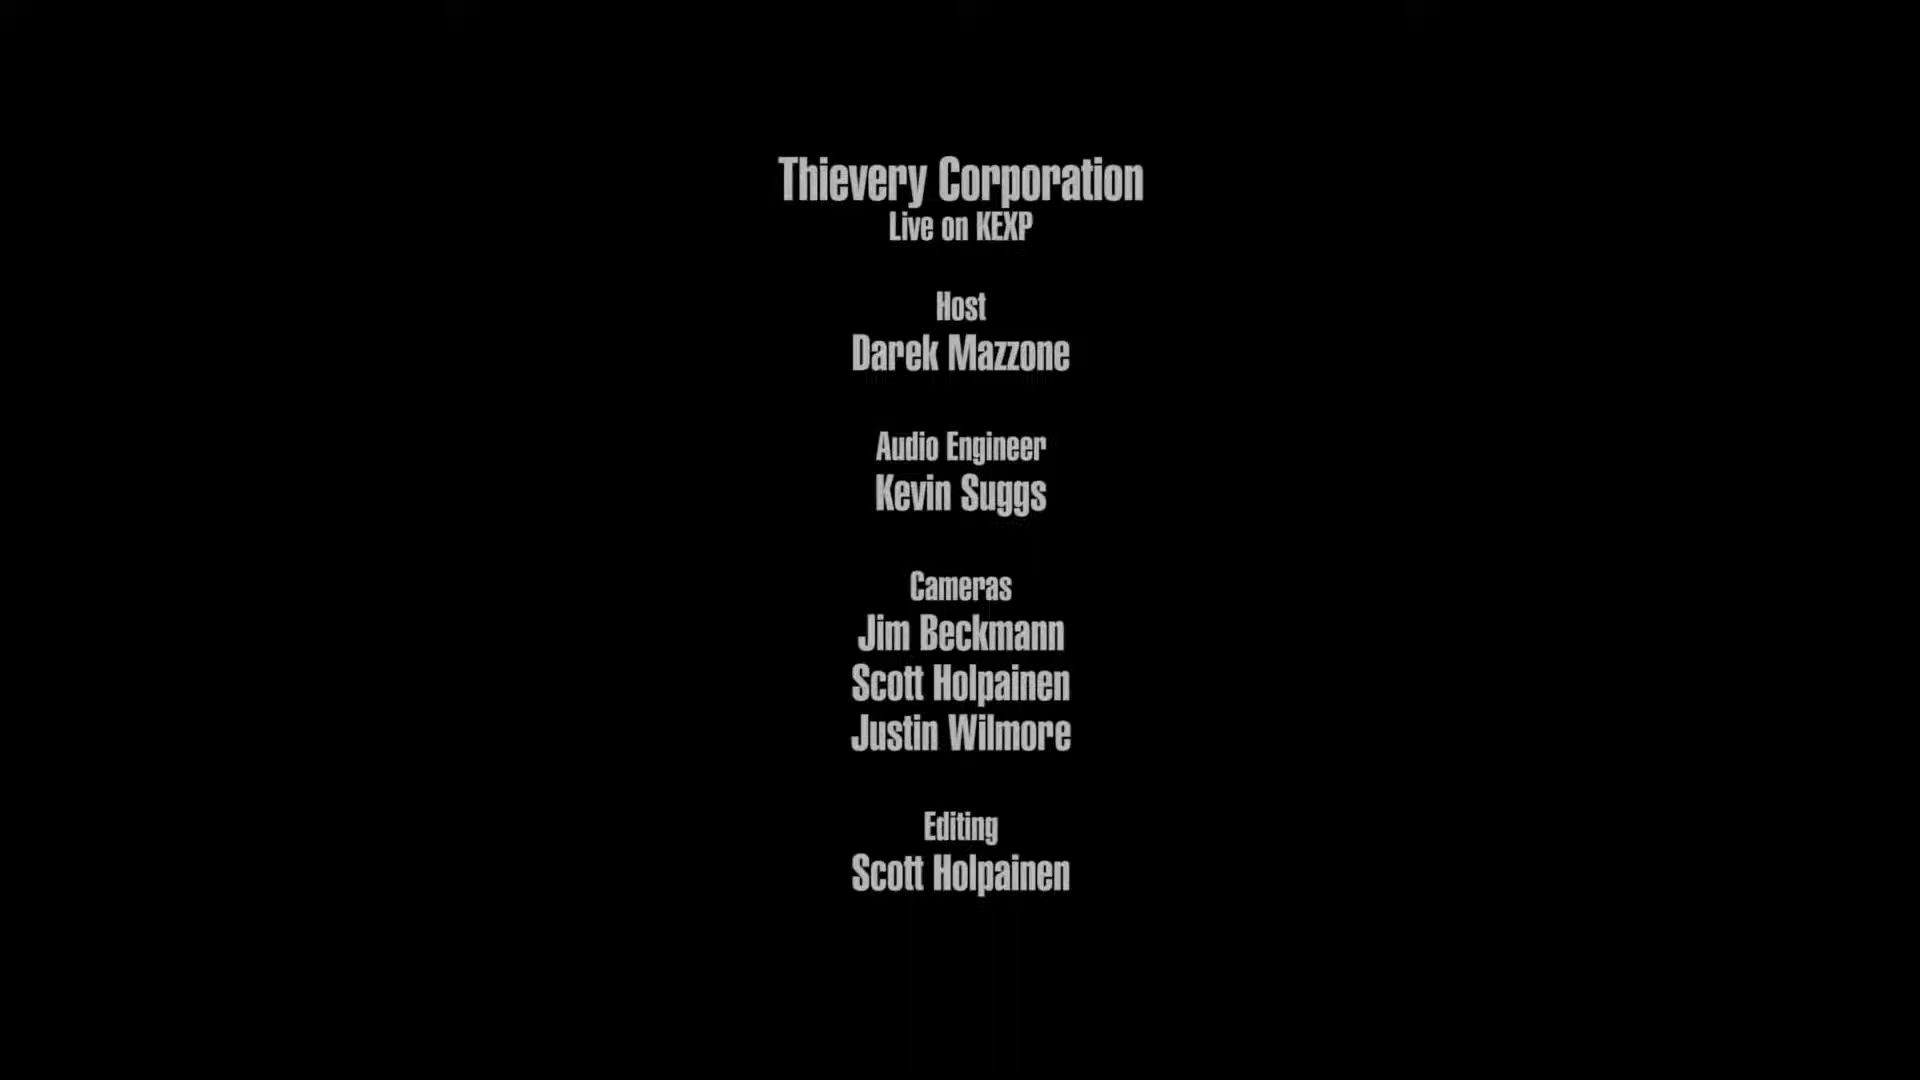 Thievery Corporation
Live on KEXP
Host
Darek Mazzone
Audio Engineer
Kevin Suggs
Cameras
Jim Beckmann
Scott Holpainen
Justin Wilmore
Editing
Scott Holpainen